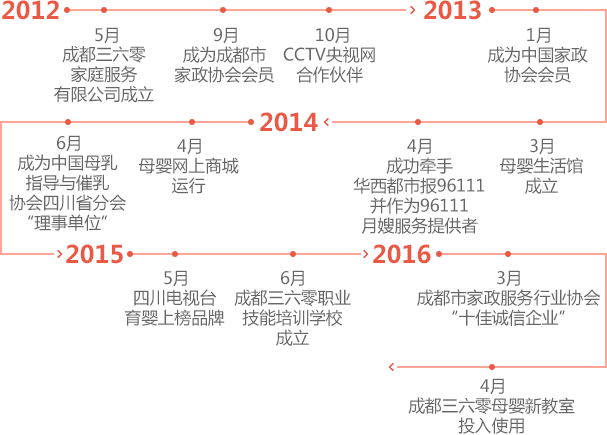 2012
5月
成都三六零
家庭服务
有限公司成立
9月
成为成都市
家政协会会员
10月
CCTV央视网
合作伙伴
2013
1月
成为中国家政
协会会员
3月
母婴生活馆
成立
4月
成功牵手
华西都市报96111
并作为96111
月嫂服务提供者
2014
4月
母婴网上商城
运行
6月
成为中国母乳
指导与催乳
协会四川省分会
“理事单位”
2015
5月
四川电视台
育婴上榜品牌
6月
成都三六零职业
技能培训学校
成立
2016
3月
成都市家政服务行业协会
“十佳诚信企业”
4月
成都三六零母婴新教室
投入使用